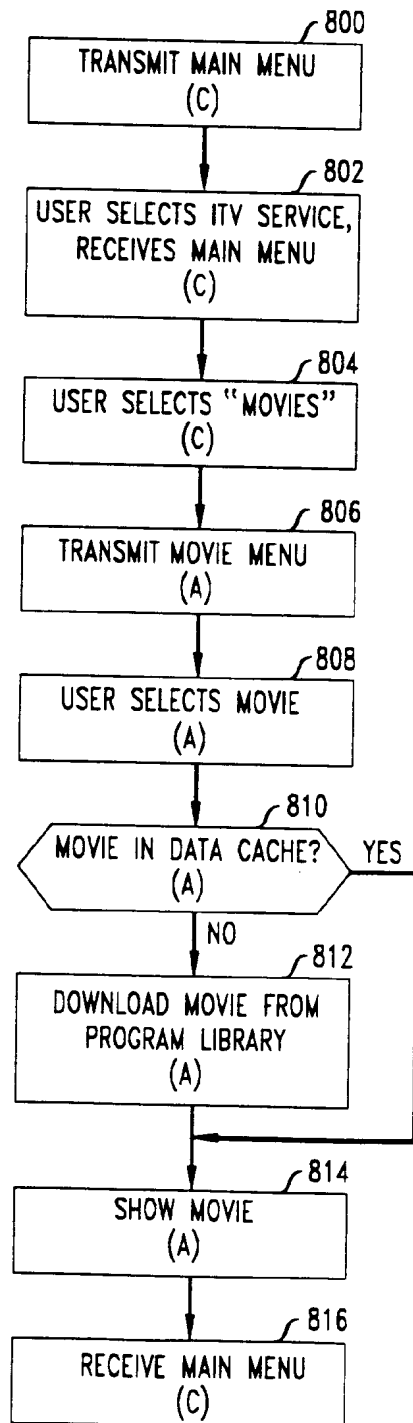 800
TRANSMIT MAIN MENU
(C)
802
USER SELECTS ITV SERVICE,
RECEIVES MAIN MENU
(C)
804
USER SELECTS "MOVIES"
(C)
806
TRANSMIT MOVIE MENU
(A)
808
USER SELECTS MOVIE
(A)
810
MOVIE IN DATA CACHE?
(A)
YES
NO
812
DOWNLOAD MOVIE FROM
PROGRAM LIBRARY
(A)
814
SHOW MOVIE
(A)
816
RECEIVE MAIN MENU
(C)